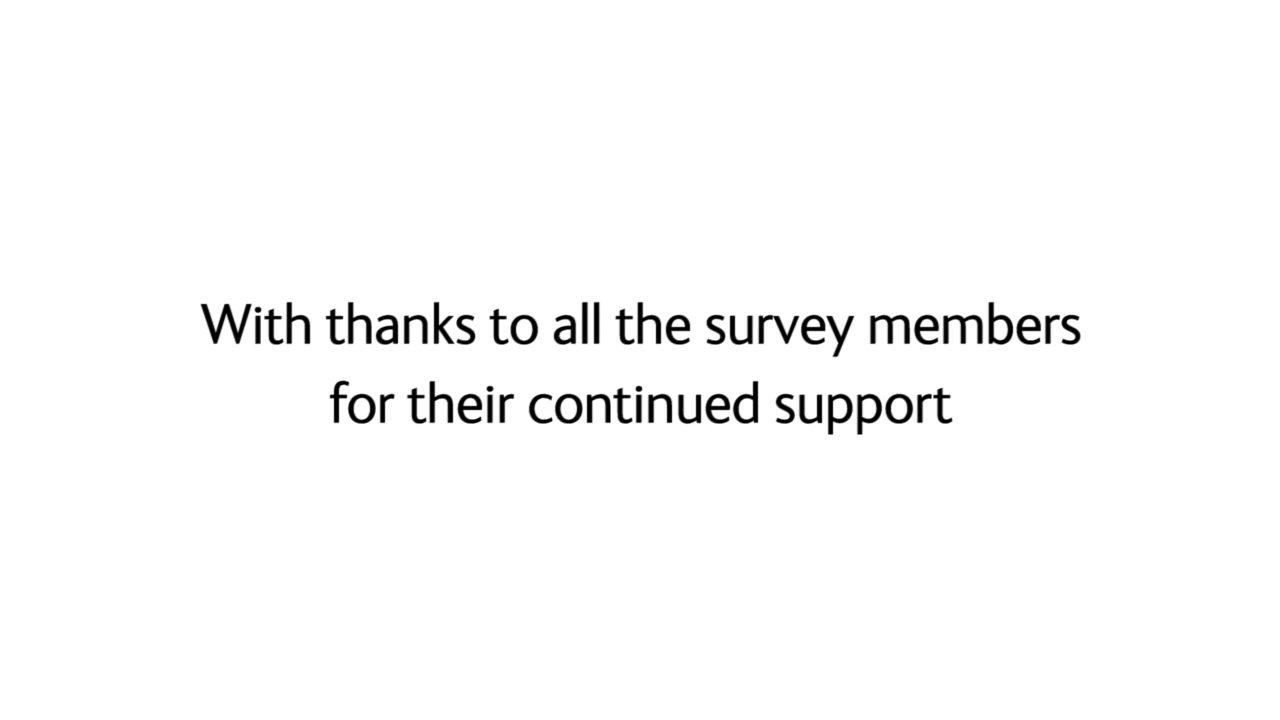 With thanks to all the survey members
for their continued support